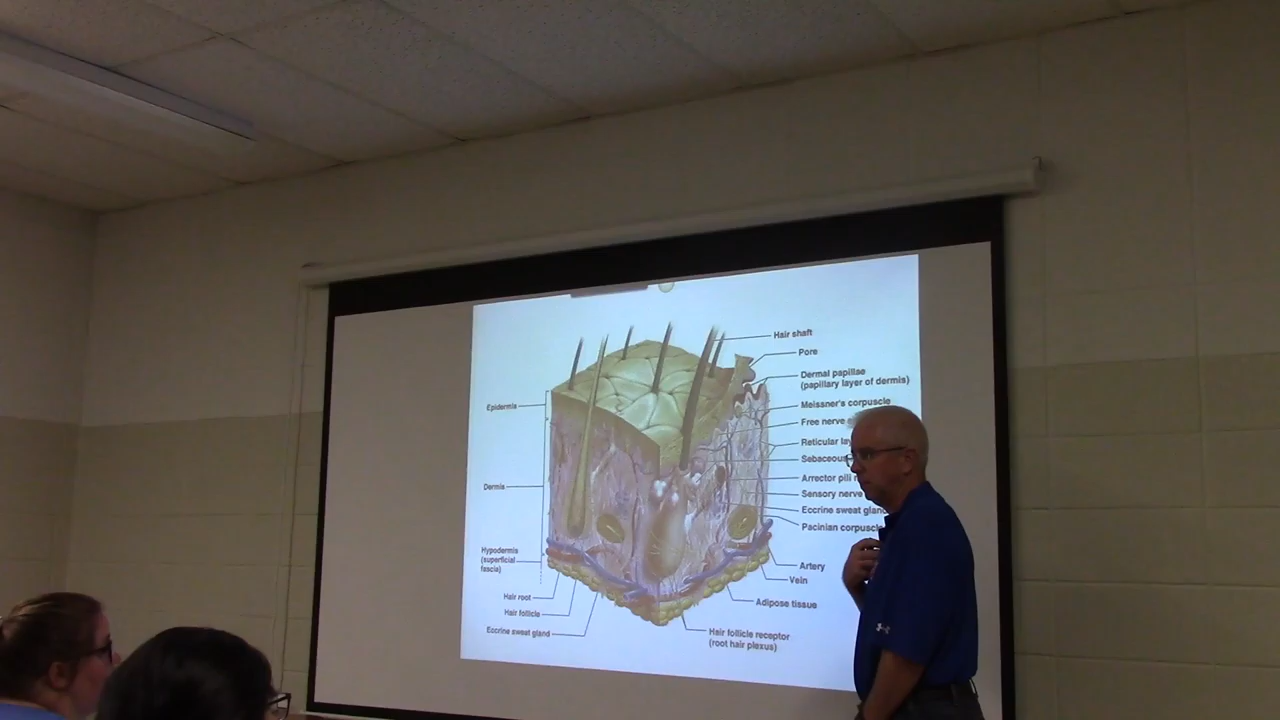 Hair shaft
Pore
Dermal papillae
(papillary layer of dermis)
Meissner's corpuscle
Free nerve
Reticular
Sebaceous
Arrector pili
Sensory nerve
Eccrine sweat gland
Pacinian corpuscle
Artery
Vein
Adipose tissue
Hair follicle receptor
(root hair plexus)
Epidermis
Dermis
Hypodermis
(superficial
fascia)
Hair root
Hair follicle
Eccrine sweat gland